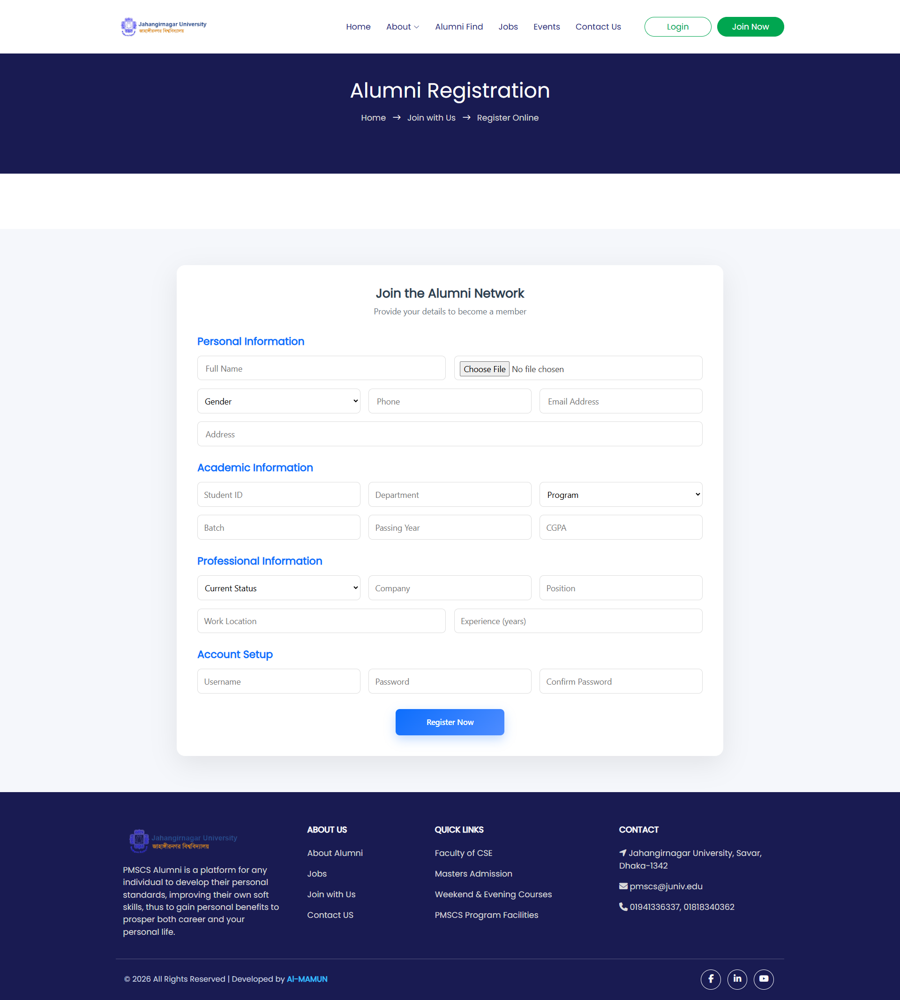 Jahangirnagar University
জাহাঙ্গীরনগর বিশ্ববিদ্যালয়
Home About Alumni Find Jobs Events Contact Us Login Join Now
Alumni Registration
Home → Join with Us → Register Online
Join the Alumni Network
Provide your details to become a member
Personal Information
Full Name Choose File No file chosen
Gender Phone Email Address
Address
Academic Information
Student ID Department Program
Batch Passing Year CGPA
Professional Information
Current Status Company Position
Work Location Experience (years)
Account Setup
Username Password Confirm Password
Register Now
Jahangirnagar University
জাহাঙ্গীরনগর বিশ্ববিদ্যালয়
PMSCS Alumni is a platform for any
individual to develop their personal
standards, improving their own soft
skills, thus to gain personal benefits to
prosper both career and your
personal life.
ABOUT US
About Alumni
Jobs
Join with Us
Contact US
QUICK LINKS
Faculty of CSE
Masters Admission
Weekend & Evening Courses
PMSCS Program Facilities
CONTACT
Jahangirnagar University, Savar,
Dhaka-1342
pmscs@juniv.edu
01941336337, 01818340362
© 2026 All Rights Reserved | Developed by Al-MAMUN